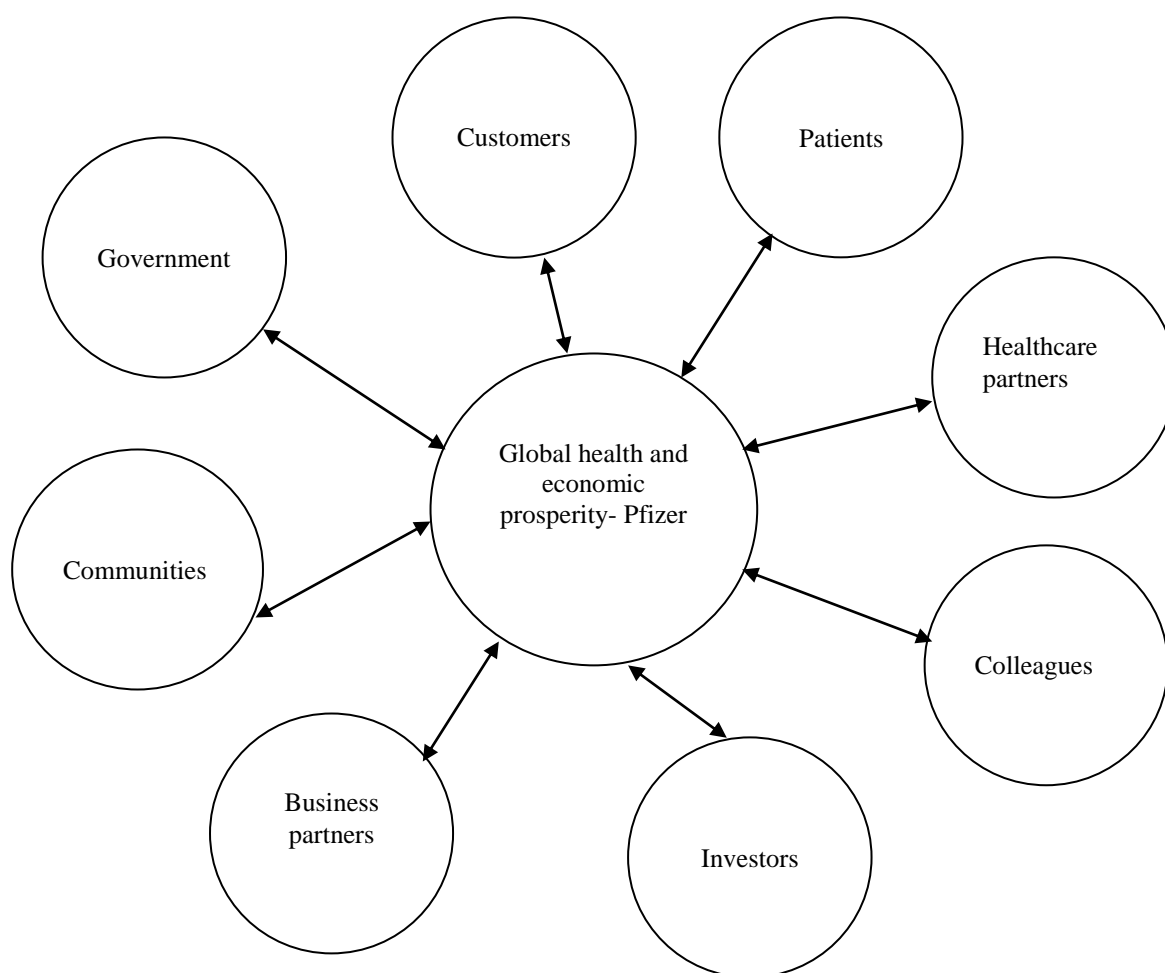 Customers
Patients
Government
Healthcare
partners
Global health and
economic
prosperity- Pfizer
Communities
Colleagues
Business
partners
Investors